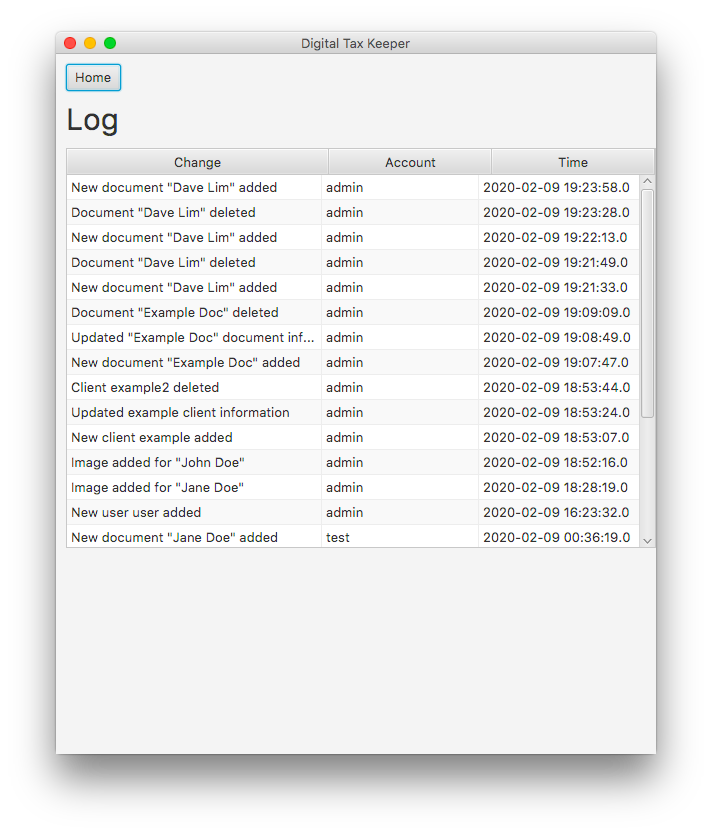 Digital Tax Keeper
Home
Log
Change Account Time
New document "Dave Lim" added admin 2020-02-09 19:23:58.0
Document "Dave Lim" deleted admin 2020-02-09 19:23:28.0
New document "Dave Lim" added admin 2020-02-09 19:22:13.0
Document "Dave Lim" deleted admin 2020-02-09 19:21:49.0
New document "Dave Lim" added admin 2020-02-09 19:21:33.0
Document "Example Doc" deleted admin 2020-02-09 19:09:09.0
Updated "Example Doc" document inf... admin 2020-02-09 19:08:49.0
New document "Example Doc" added admin 2020-02-09 19:07:47.0
Client example2 deleted admin 2020-02-09 18:53:44.0
Updated example client information admin 2020-02-09 18:53:24.0
New client example added admin 2020-02-09 18:53:07.0
Image added for "John Doe" admin 2020-02-09 18:52:16.0
Image added for "Jane Doe" admin 2020-02-09 18:28:19.0
New user user added admin 2020-02-09 16:23:32.0
New document "Jane Doe" added test 2020-02-09 00:36:19.0